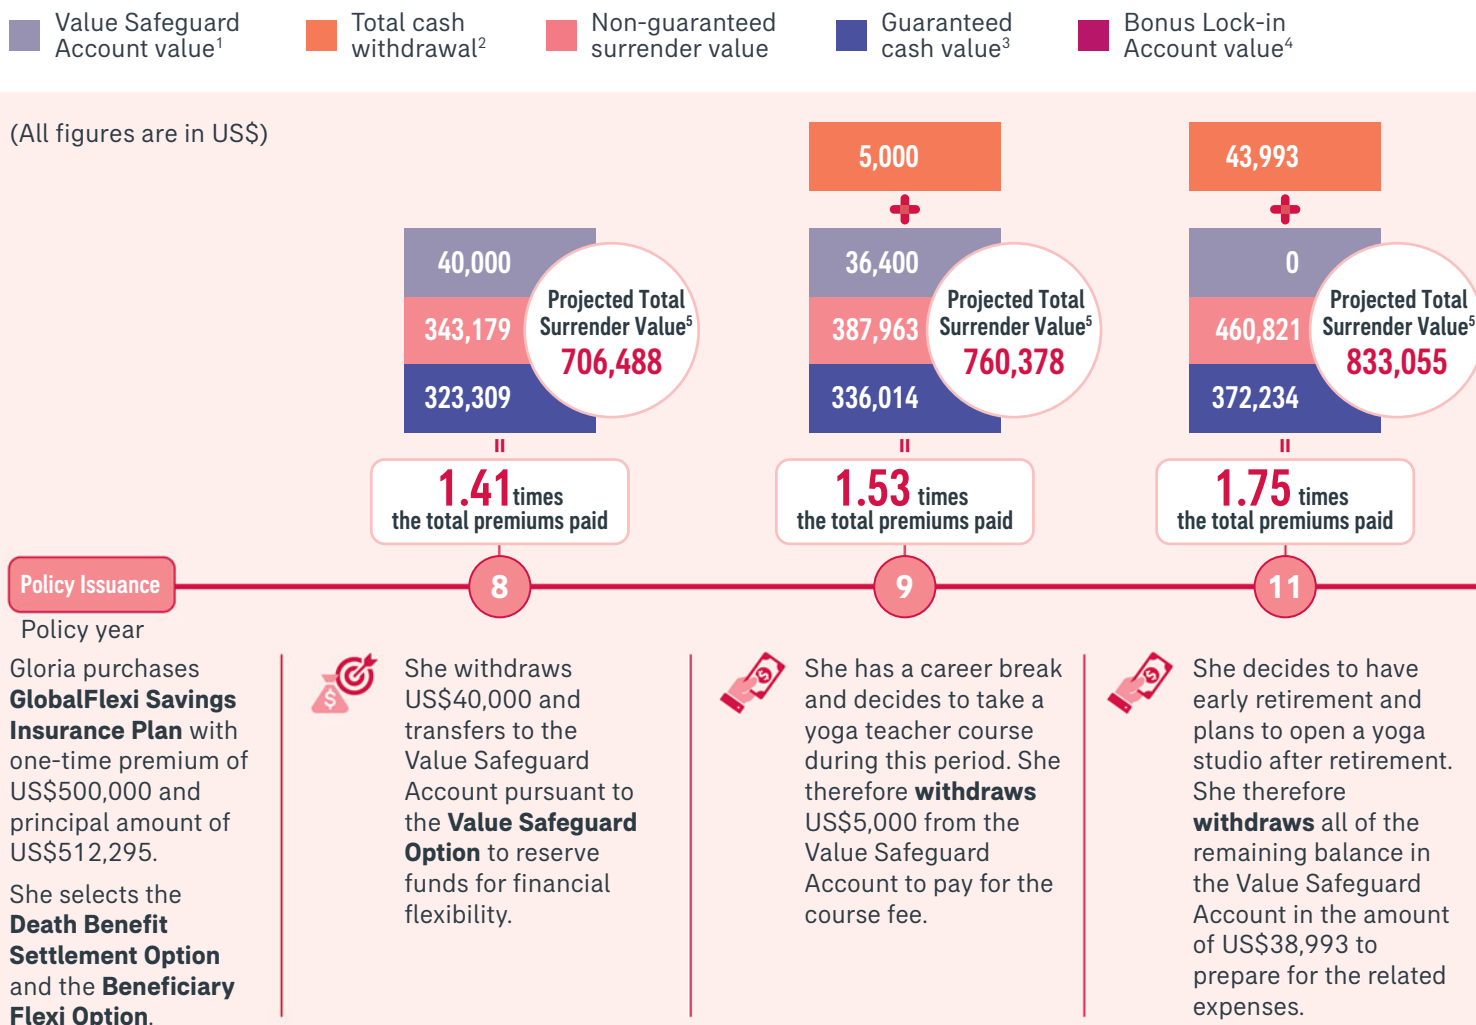 Value Safeguard
Account value¹
Total cash
withdrawal²
Non-guaranteed
surrender value
Guaranteed
cash value³
Bonus Lock-in
Account value⁴
(All figures are in US$)
40,000
343,179
323,309
Projected Total
Surrender Value⁵
706,488
1.41 times
the total premiums paid
5,000
36,400
387,963
336,014
Projected Total
Surrender Value⁵
760,378
1.53 times
the total premiums paid
43,993
0
460,821
372,234
Projected Total
Surrender Value⁵
833,055
1.75 times
the total premiums paid
Policy Issuance
8
9
11
Policy year
Gloria purchases
GlobalFlexi Savings
Insurance Plan with
one-time premium of
US$500,000 and
principal amount of
US$512,295.
She selects the
Death Benefit
Settlement Option
and the Beneficiary
Flexi Option.
She withdraws
US$40,000 and
transfers to the
Value Safeguard
Account pursuant to
the Value Safeguard
Option to reserve
funds for financial
flexibility.
She has a career break
and decides to take a
yoga teacher course
during this period. She
therefore withdraws
US$5,000 from the
Value Safeguard
Account to pay for the
course fee.
She decides to have
early retirement and
plans to open a yoga
studio after retirement.
She therefore
withdraws all of the
remaining balance in
the Value Safeguard
Account in the amount
of US$38,993 to
prepare for the related
expenses.